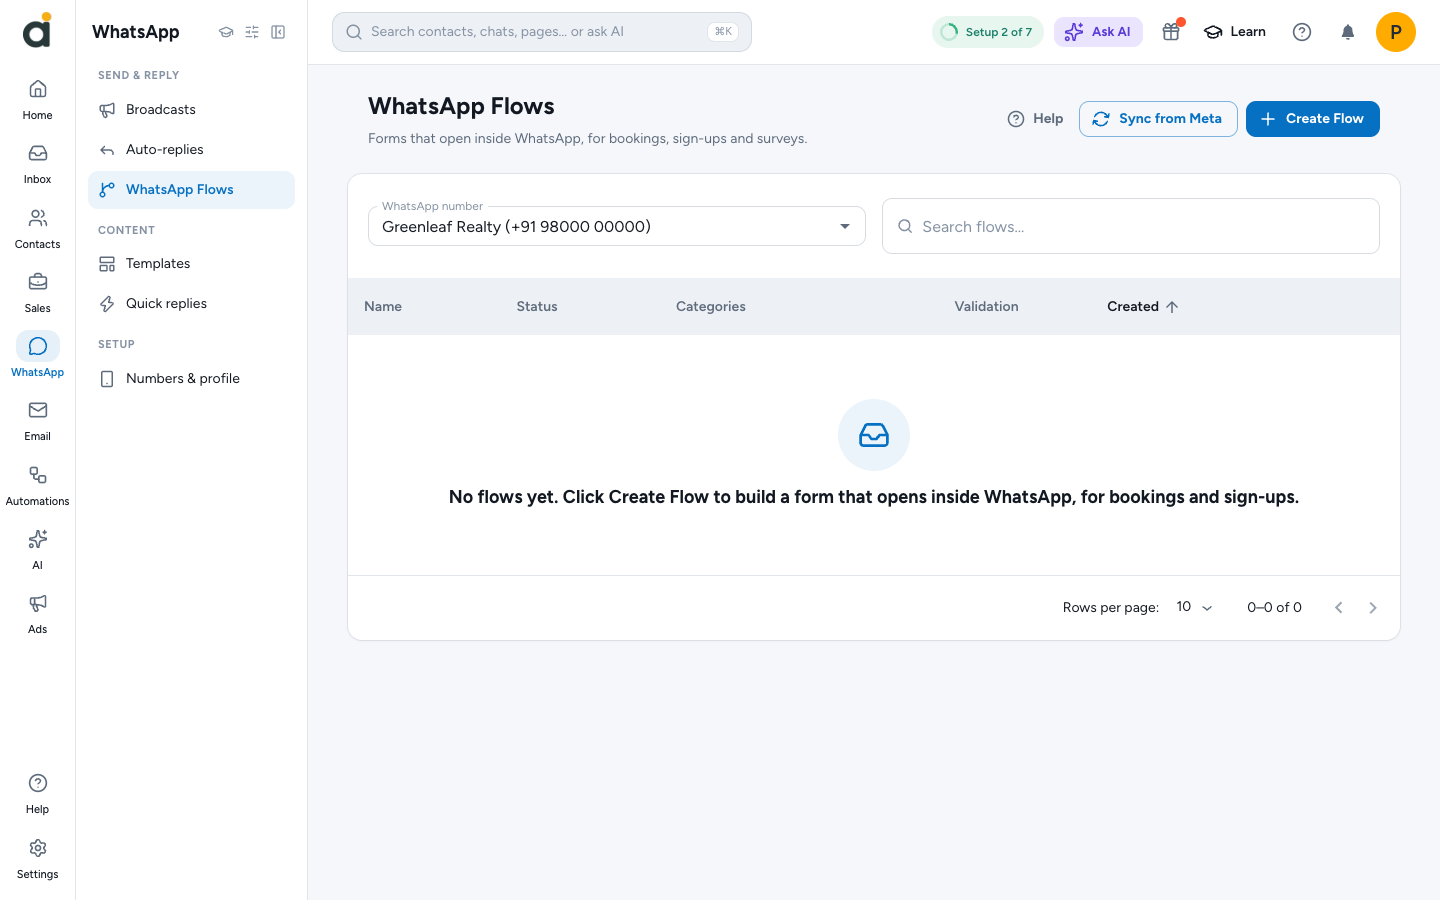 WhatsApp
Search contacts, chats, pages... or ask AI
⌘K
Setup 2 of 7
Ask AI
Learn
P
Home
Inbox
Contacts
Sales
WhatsApp
Email
Automations
AI
Ads
Help
Settings
SEND & REPLY
Broadcasts
Auto-replies
WhatsApp Flows
CONTENT
Templates
Quick replies
SETUP
Numbers & profile
WhatsApp Flows
Forms that open inside WhatsApp, for bookings, sign-ups and surveys.
Help
Sync from Meta
Create Flow
WhatsApp number
Greenleaf Realty (+91 98000 00000)
Search flows...
Name
Status
Categories
Validation
Created
No flows yet. Click Create Flow to build a form that opens inside WhatsApp, for bookings and sign-ups.
Rows per page:
10
0–0 of 0